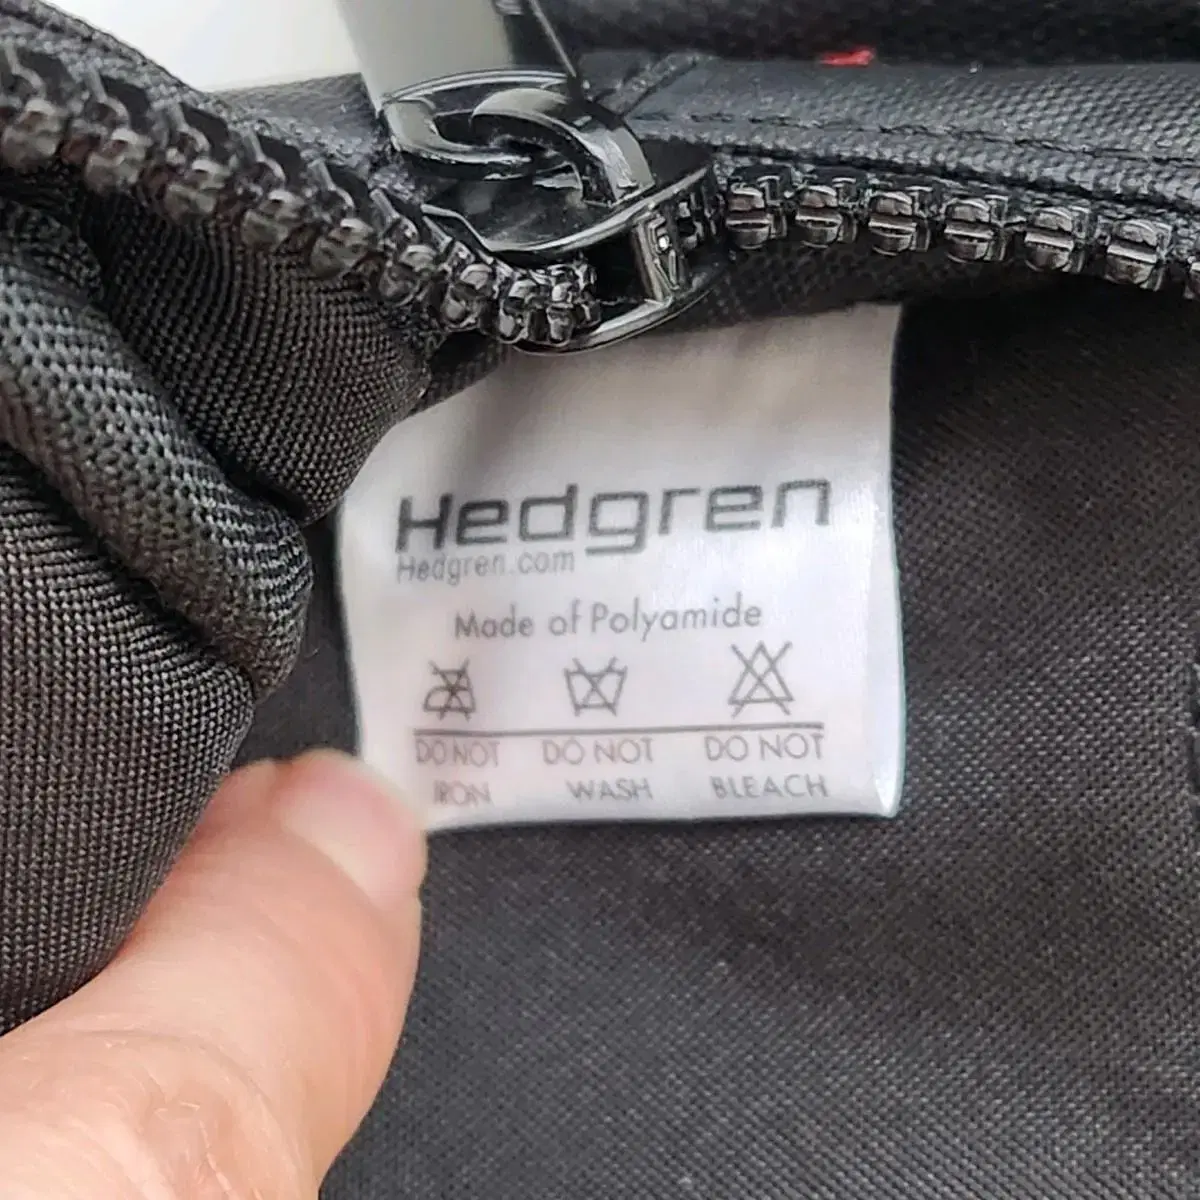 Hedgren
Hedgren.com
Made of Polyamide
DO NOT DO NOT DO NOT
IRON WASH BLEACH